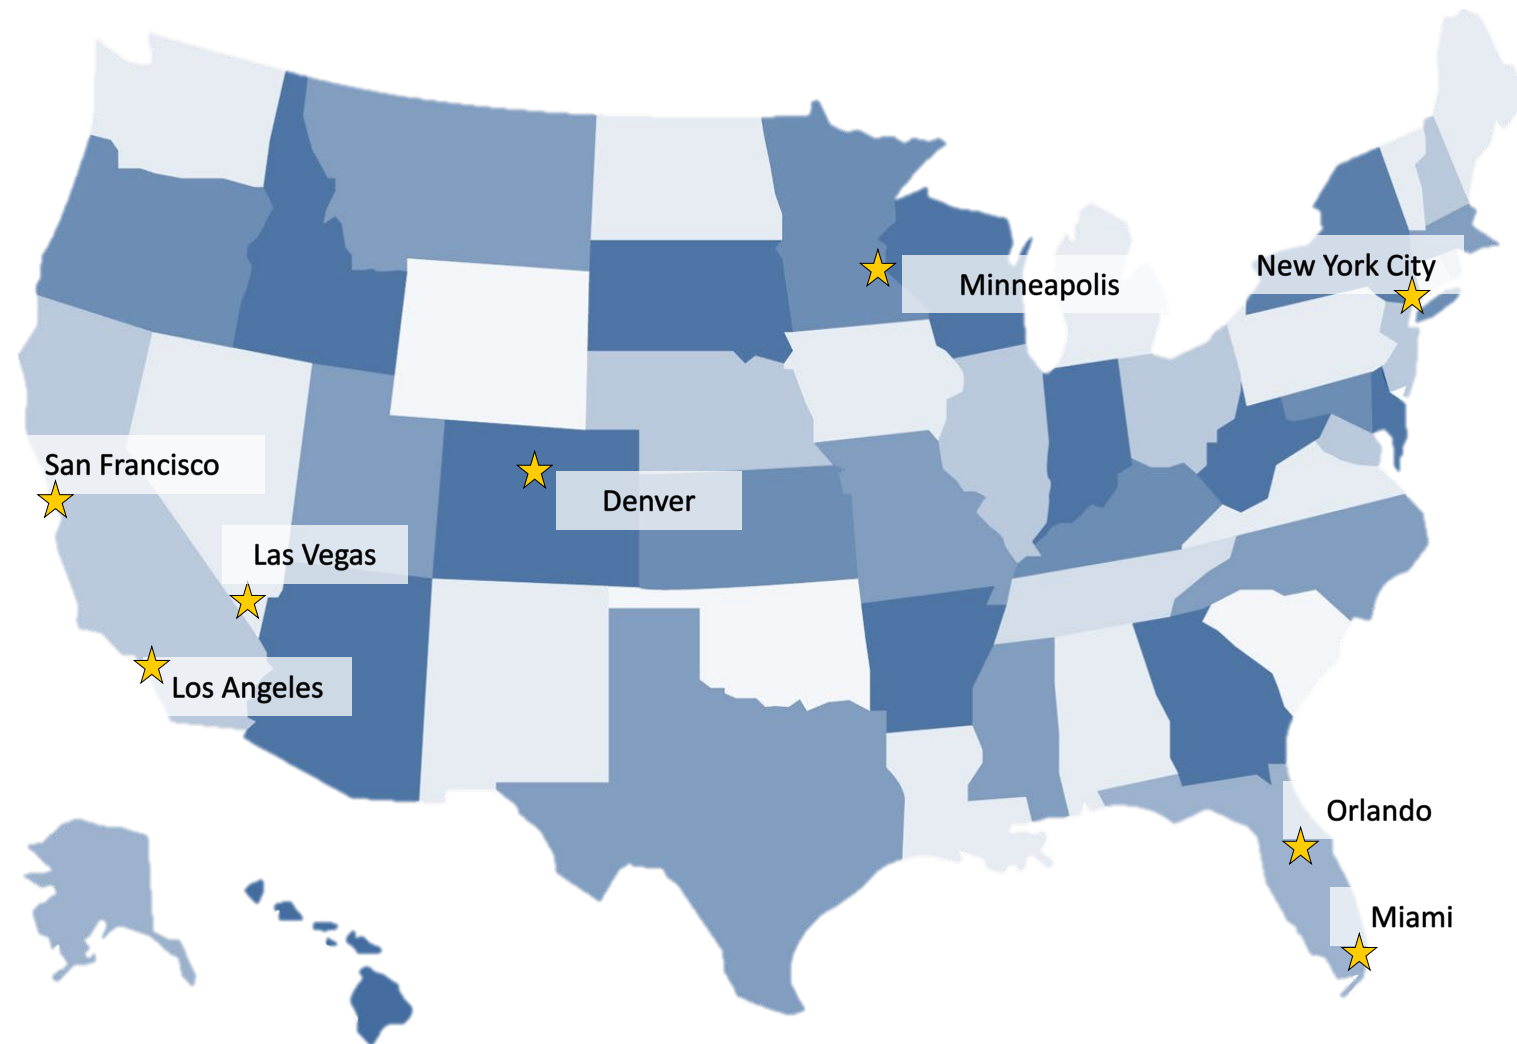 New York City
Minneapolis
San Francisco
Denver
Las Vegas
Los Angeles
Orlando
Miami